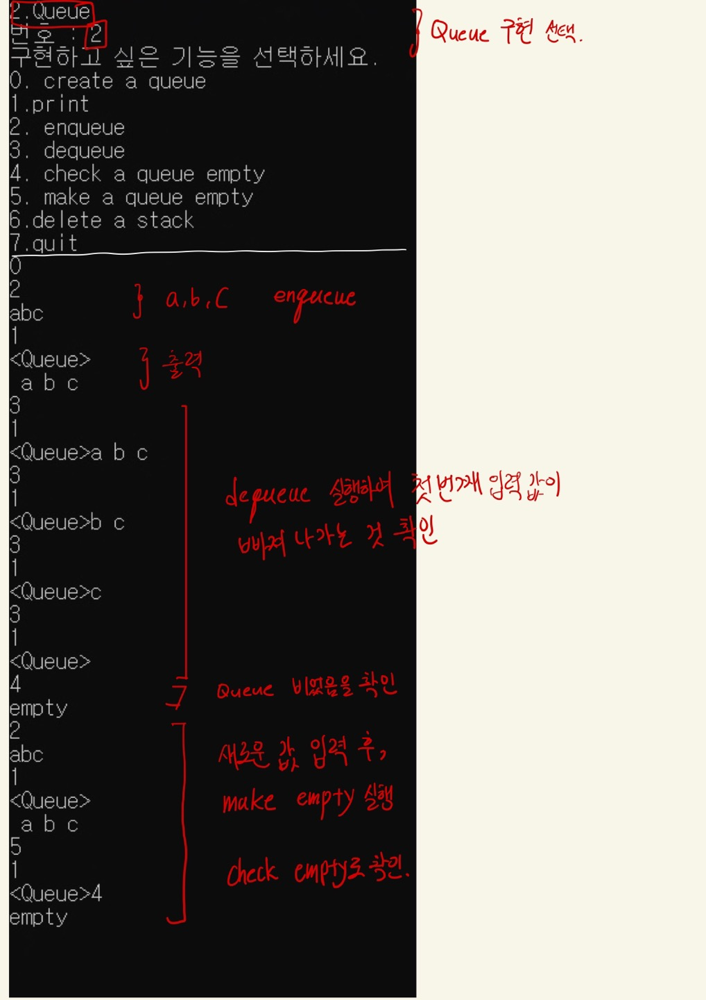 2.Queue
번호 : 2
} Queue 구현 선택.
구현하고 싶은 기능을 선택하세요.
0. create a queue
1.print
2. enqueue
3. dequeue
4. check a queue empty
5. make a queue empty
6.delete a stack
7.quit
0
2
} a,b,c enqueue
abc
1
<Queue>
} 출력
a b c
3
1
<Queue>a b c
3
1
dequeue 실행하여 첫번째 입력 값이
<Queue>b c
빠져 나가는 것 확인
3
1
<Queue>c
3
1
<Queue>
4
Queue 비었음을 확인
empty
2
abc
새로운 값 입력 후,
1
<Queue>
make empty 실행
a b c
5
1
check empty로 확인.
<Queue>4
empty